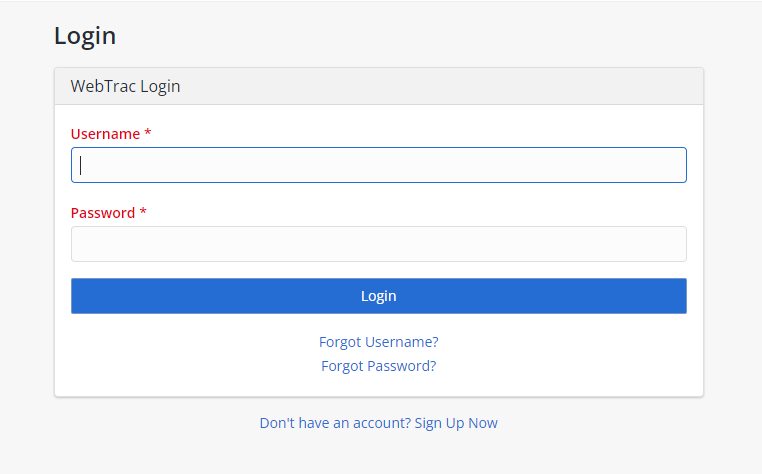 Login
WebTrac Login
Username *
Password *
Login
Forgot Username?
Forgot Password?
Don't have an account? Sign Up Now